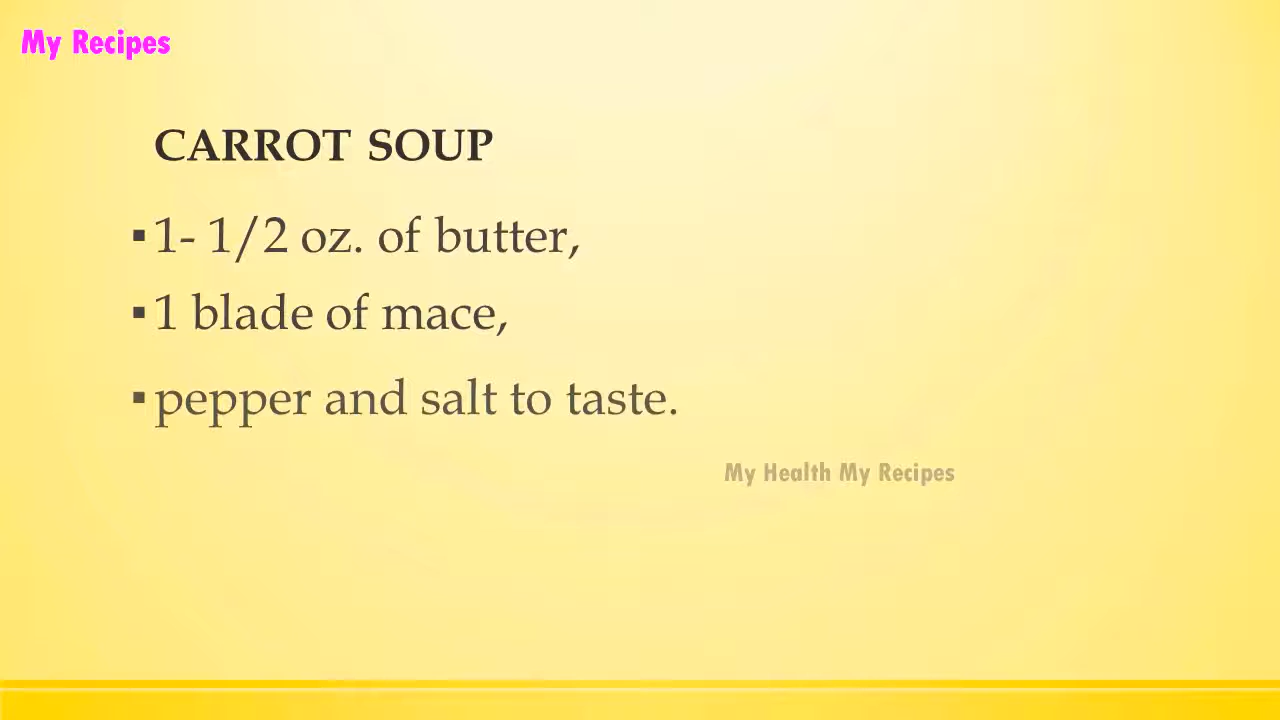 My Recipes
CARROT SOUP
▪1- 1/2 oz. of butter,
▪1 blade of mace,
▪pepper and salt to taste.
My Health My Recipes